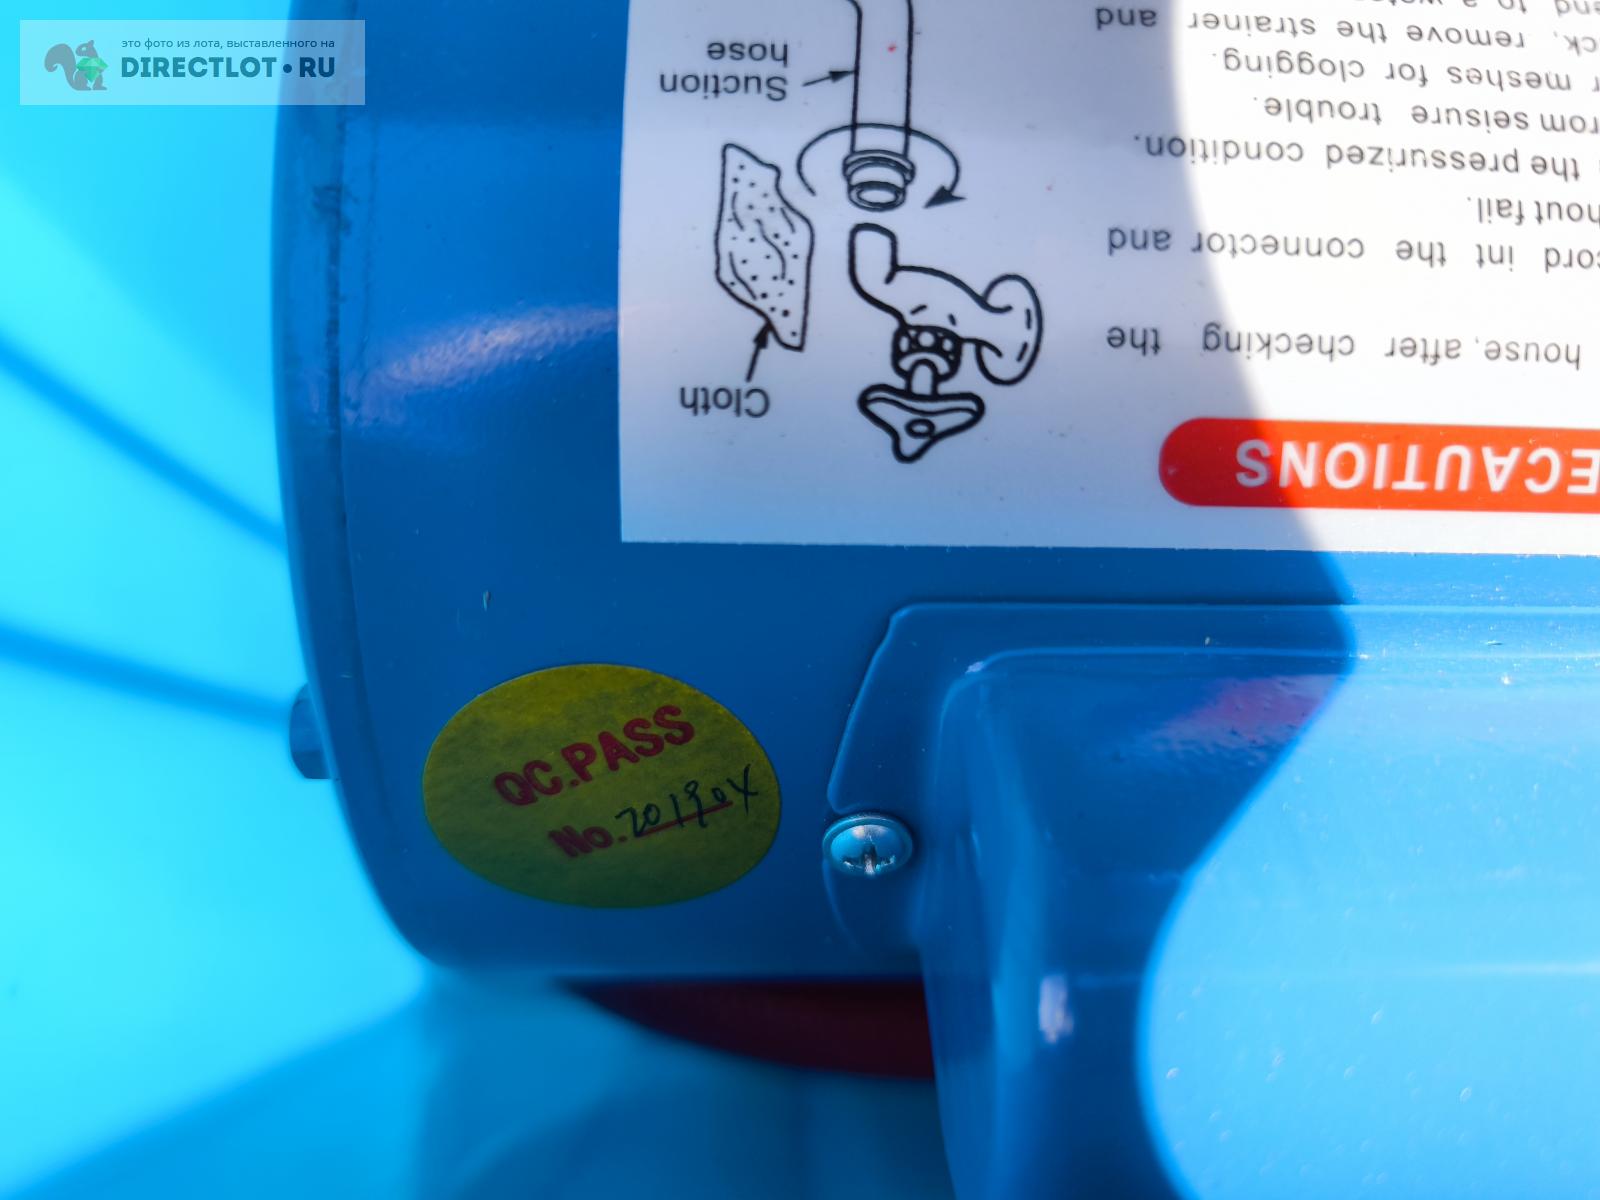 это фото из лота, выставленного на
DIRECTLOT•RU
ECAUTIONS
house, after checking the
cord int the connector and
hout fail.
the pressurized condition.
rom seisure trouble.
r meshes for clogging.
ck, remove the strainer and
Cloth
Suction
hose
QC.PASS
No.